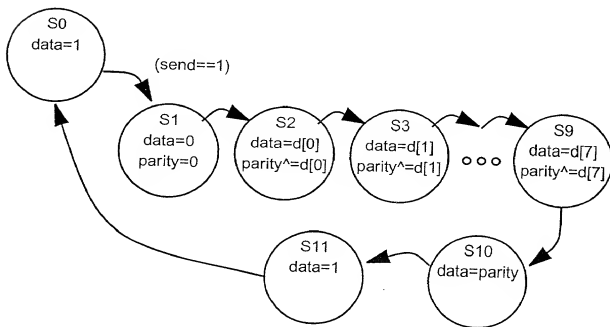 S0
data=1
(send==1)
S1
data=0
parity=0
S2
data=d[0]
parity^=d[0]
S3
data=d[1]
parity^=d[1]
S9
data=d[7]
parity^=d[7]
S11
data=1
S10
data=parity